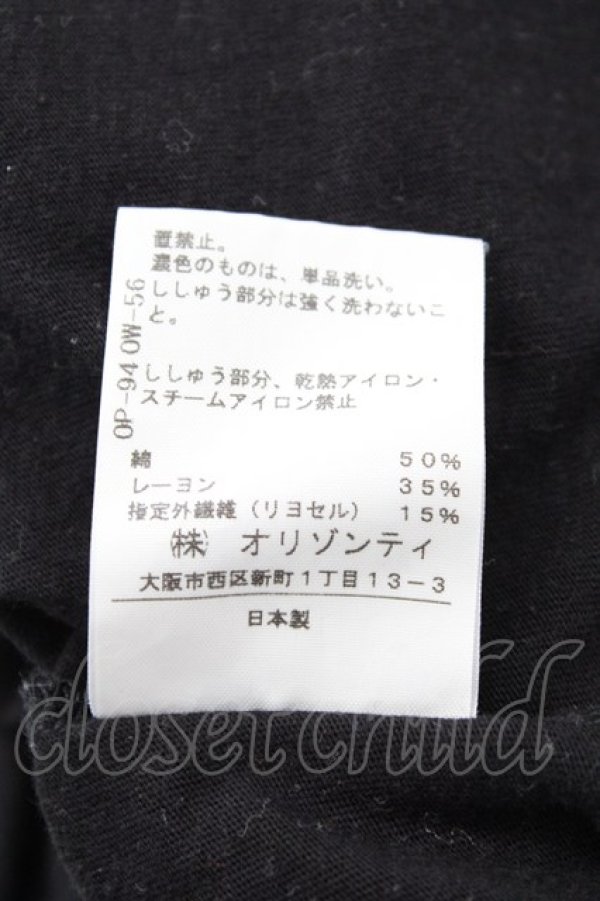 置禁止。
濃色のものは、単品洗い。
ししゅう部分は強く洗わないこ
と。
ししゅう部分、乾熱アイロン・
スチームアイロン禁止
OP-940W-56
綿 50%
レーヨン 35%
指定外繊維（リヨセル） 15%
㈱ オリゾンティ
大阪市西区新町1丁目13-3
日本製
closet child